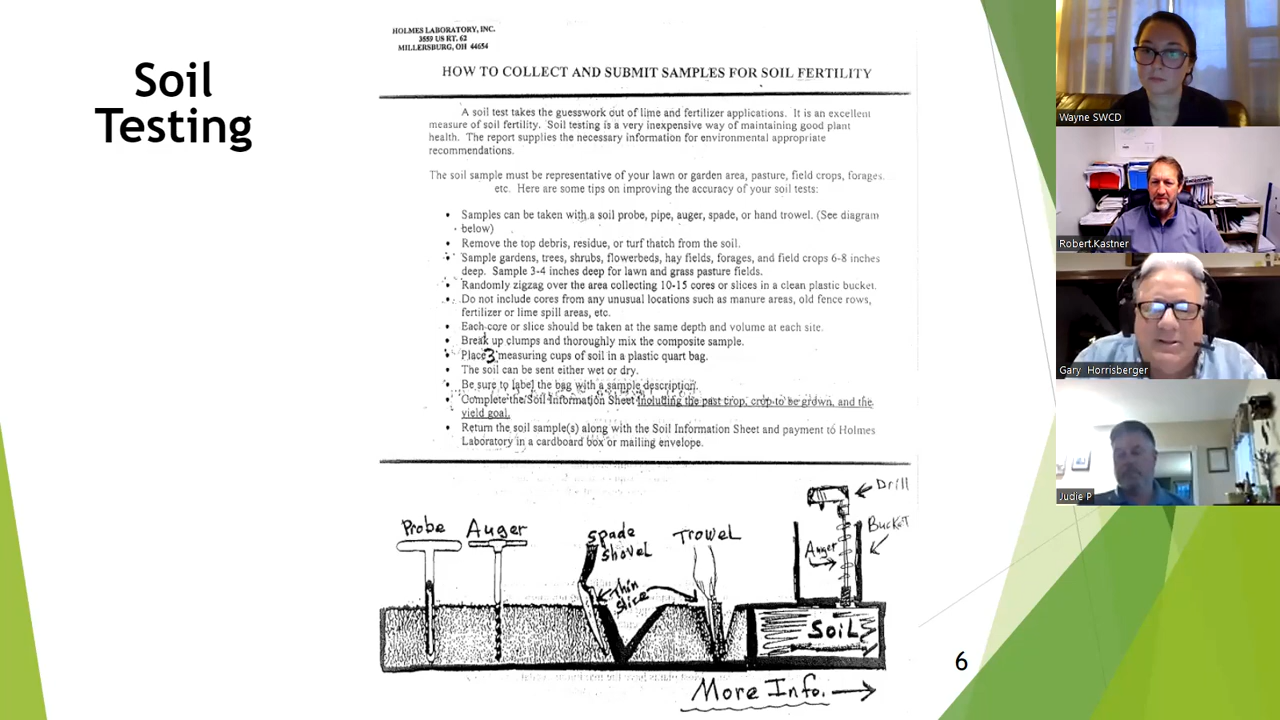 Soil
Testing
HOLMES LABORATORY, INC.
3559 US RT. 62
MILLERSBURG, OH 44654
HOW TO COLLECT AND SUBMIT SAMPLES FOR SOIL FERTILITY
A soil test takes the guesswork out of lime and fertilizer applications. It is an excellent
measure of soil fertility. Soil testing is a very inexpensive way of maintaining good plant
health. The report supplies the necessary information for environmental appropriate
recommendations.
The soil sample must be representative of your lawn or garden area, pasture, field crops, forages,
etc. Here are some tips on improving the accuracy of your soil tests:
• Samples can be taken with a soil probe, pipe, auger, spade, or hand trowel. (See diagram
below)
• Remove the top debris, residue, or turf thatch from the soil.
• Sample gardens, trees, shrubs, flowerbeds, hay fields, forages, and field crops 6-8 inches
deep. Sample 3-4 inches deep for lawn and grass pasture fields.
• Randomly zigzag over the area collecting 10-15 cores or slices in a clean plastic bucket.
• Do not include cores from any unusual locations such as manure areas, old fence rows,
fertilizer or lime spill areas, etc.
• Each core or slice should be taken at the same depth and volume at each site.
• Break up clumps and thoroughly mix the composite sample.
• Place 3 measuring cups of soil in a plastic quart bag.
• The soil can be sent either wet or dry.
• Be sure to label the bag with a sample description.
• Complete the Soil Information Sheet including the past crop, crop to be grown, and the
yield goal.
• Return the soil sample(s) along with the Soil Information Sheet and payment to Holmes
Laboratory in a cardboard box or mailing envelope.
Probe
Auger
Spade
Shovel
Thin
Slice
Trowel
Drill
Bucket
Auger
Soil
More Info.
6
Wayne SWCD
Robert.Kastner
Gary Horrisberger
Judie P